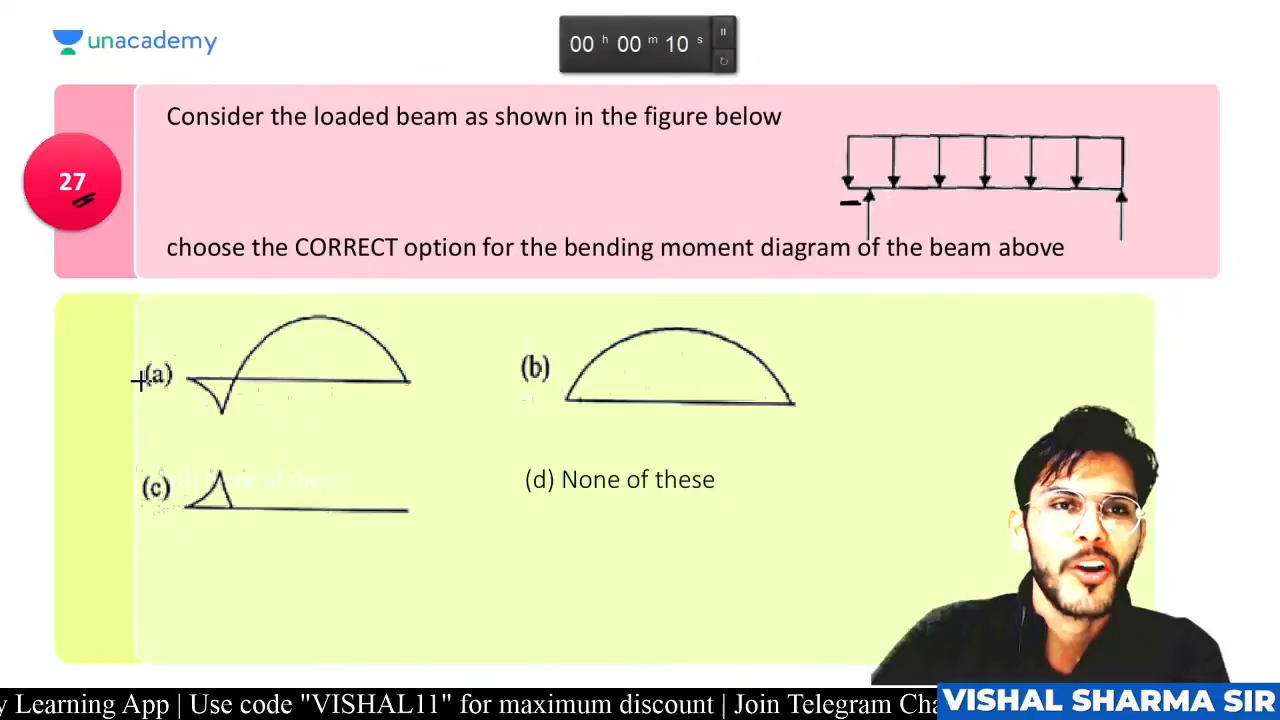 unacademy
00 h 00 m 10 s
27
Consider the loaded beam as shown in the figure below
choose the CORRECT option for the bending moment diagram of the beam above
(a)
(b)
(c)
(d) None of these
y Learning App | Use code "VISHAL11" for maximum discount | Join Telegram Cha
VISHAL SHARMA SIR